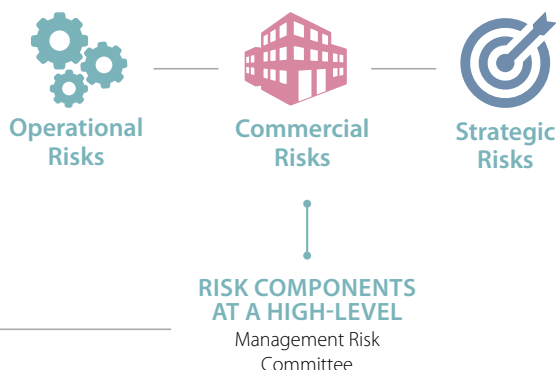 Operational
Risks
Commercial
Risks
Strategic
Risks
RISK COMPONENTS
AT A HIGH-LEVEL
Management Risk
Committee